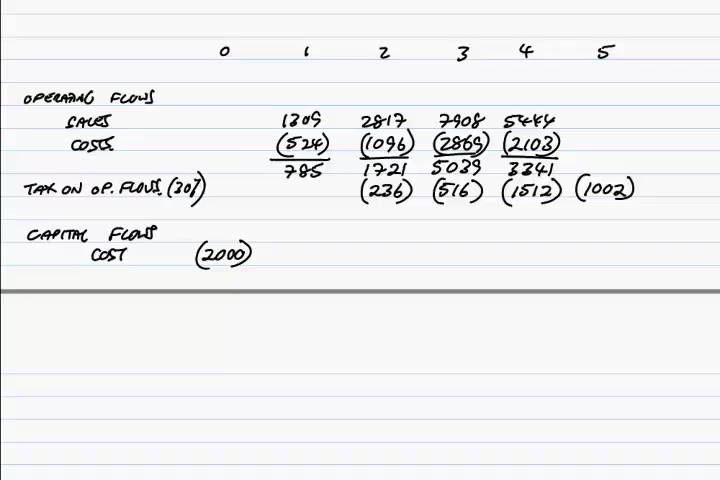 0 1 2 3 4 5
OPERATING FLOWS
SALES 1309 2817 7908 5444
COSTS (524) (1096) (2869) (2103)
785 1721 5039 3341
TAX ON OP. FLOWS (30%) (236) (516) (1512) (1002)
CAPITAL FLOWS
COST (2000)